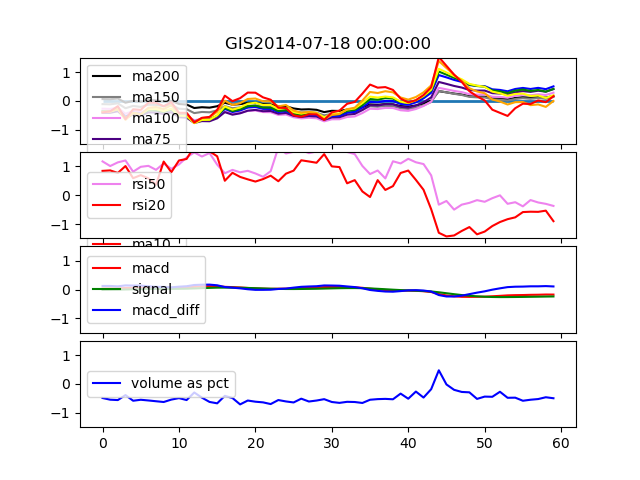 GIS2014-07-18 00:00:00
1
0
−1
ma200
ma150
ma100
ma75
1
0
−1
rsi50
rsi20
ma10
1
0
−1
macd
signal
macd_diff
1
0
−1
volume as pct
0 10 20 30 40 50 60